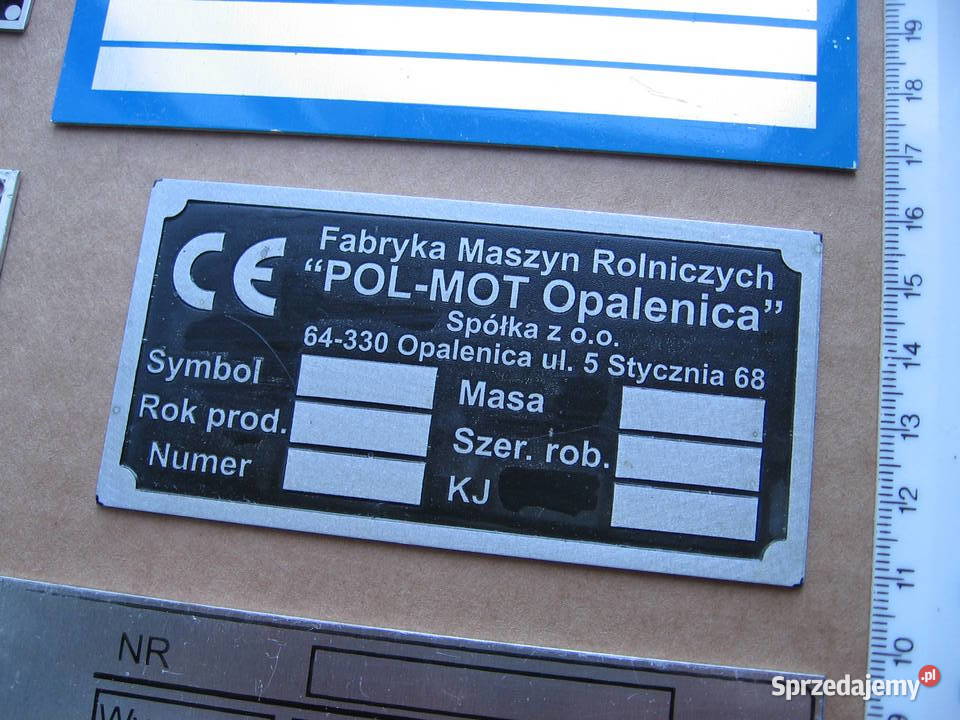 CE
Fabryka Maszyn Rolniczych
“POL-MOT Opalenica”
Spółka z o.o.
64-330 Opalenica ul. 5 Stycznia 68
Symbol
Masa
Rok prod.
Szer. rob.
Numer
KJ
NR
19
18
17
16
15
14
13
12
11
10
Sprzedajemy.pl